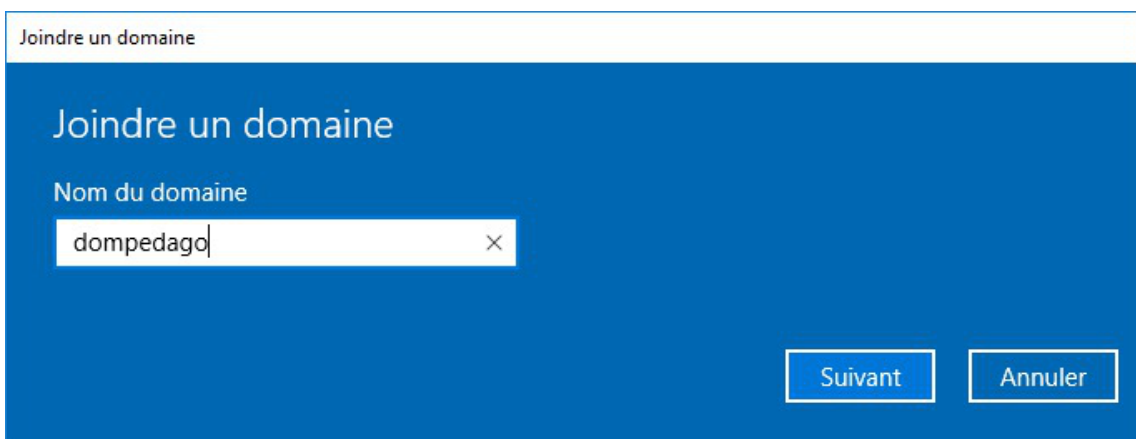 Joindre un domaine
Joindre un domaine
Nom du domaine
dompedago
Suivant Annuler